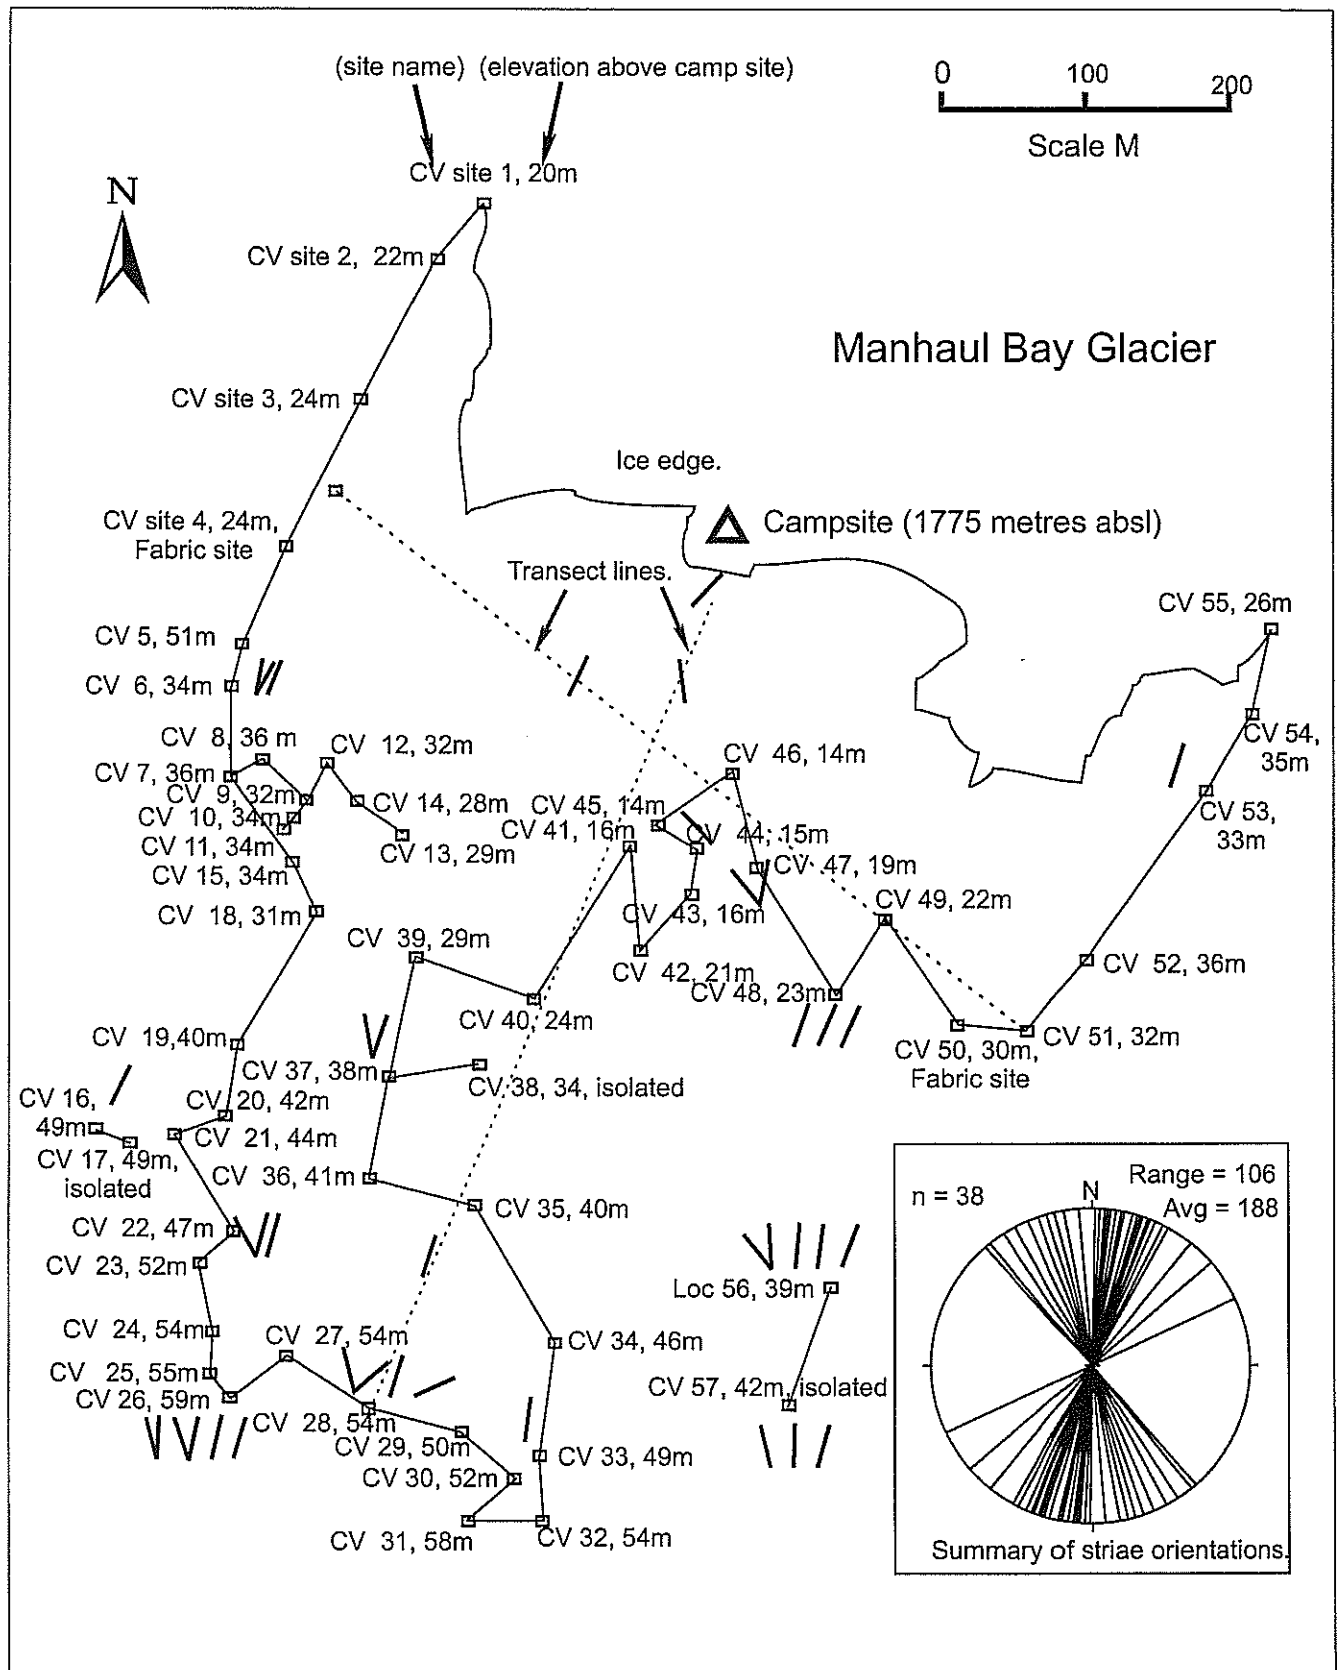 (site name) (elevation above camp site)
0 100 200
Scale M
CV site 1, 20m
N
CV site 2, 22m
Manhaul Bay Glacier
CV site 3, 24m
Ice edge.
CV site 4, 24m,
Fabric site
Campsite (1775 metres absl)
Transect lines.
CV 55, 26m
CV 5, 51m
CV 6, 34m
CV 54,
35m
CV 8, 36 m
CV 12, 32m
CV 46, 14m
CV 7, 36m
CV 9, 32m
CV 14, 28m
CV 45, 14m
CV 53,
33m
CV 10, 34m
CV 41, 16m
CV 44, 15m
CV 11, 34m
CV 13, 29m
CV 15, 34m
CV 47, 19m
CV 18, 31m
CV 43, 16m
CV 49, 22m
CV 39, 29m
CV 42, 21m
CV 52, 36m
CV 48, 23m
CV 40, 24m
CV 19,40m
CV 51, 32m
CV 50, 30m,
Fabric site
CV 37, 38m
CV 38, 34, isolated
CV 16,
49m
CV 20, 42m
CV 21, 44m
CV 17, 49m,
isolated
CV 36, 41m
CV 35, 40m
n = 38
N
Range = 106
Avg = 188
CV 22, 47m
CV 23, 52m
Loc 56, 39m
CV 24, 54m
CV 27, 54m
CV 34, 46m
CV 25, 55m
CV 57, 42m, isolated
CV 26, 59m
CV 28, 54m
CV 29, 50m
CV 33, 49m
CV 30, 52m
CV 31, 58m
CV 32, 54m
Summary of striae orientations.